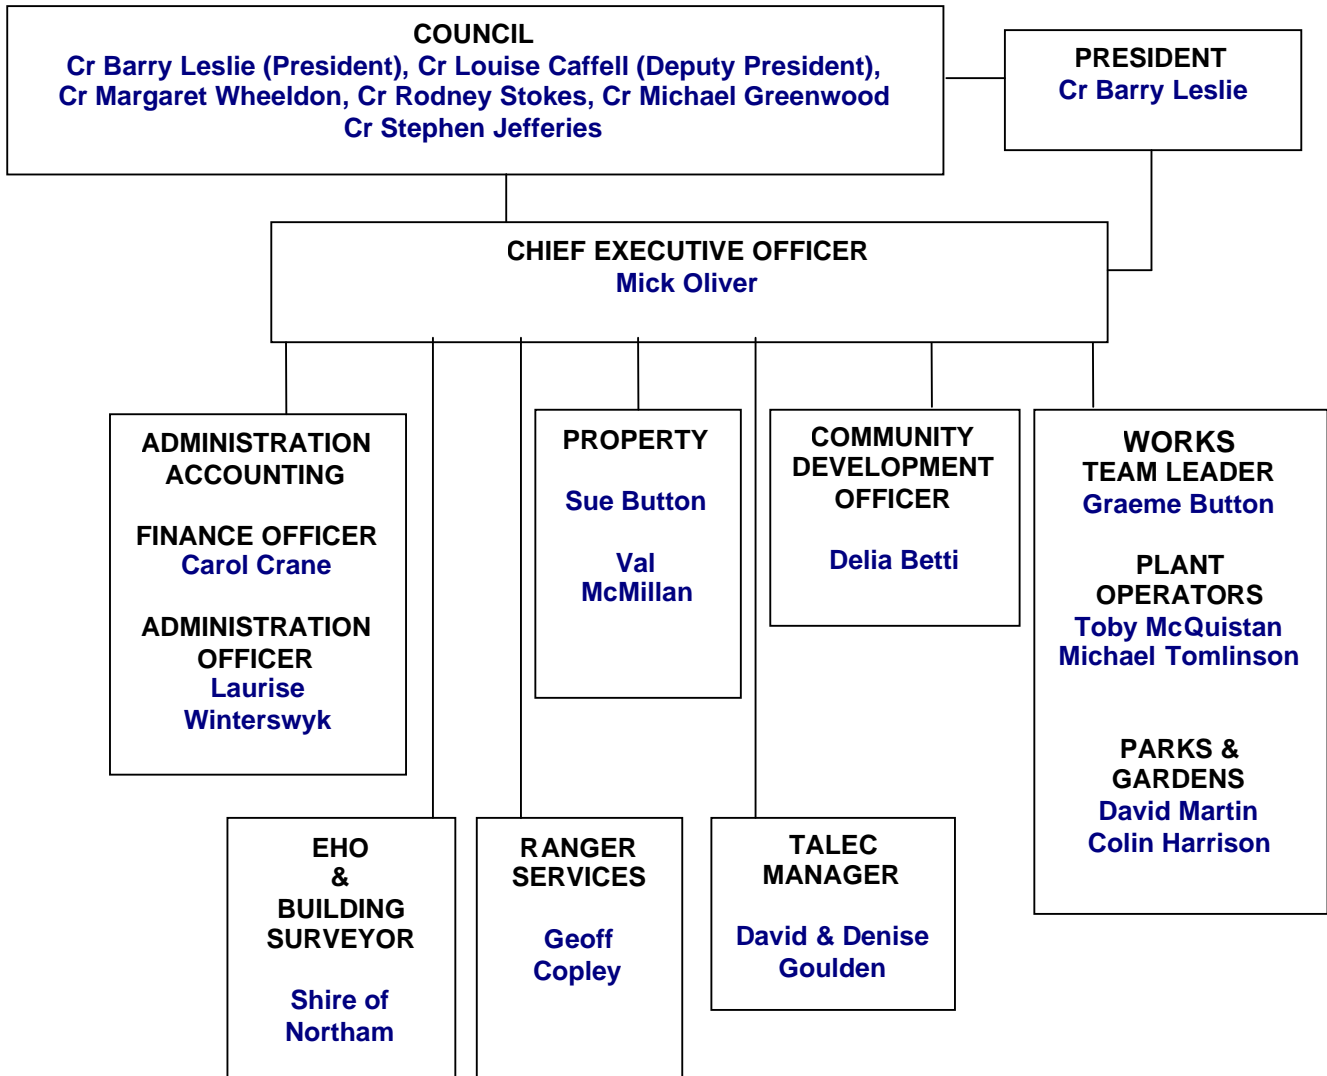 COUNCIL
Cr Barry Leslie (President), Cr Louise Caffell (Deputy President),
Cr Margaret Wheeldon, Cr Rodney Stokes, Cr Michael Greenwood
Cr Stephen Jefferies
PRESIDENT
Cr Barry Leslie
CHIEF EXECUTIVE OFFICER
Mick Oliver
ADMINISTRATION
ACCOUNTING
FINANCE OFFICER
Carol Crane
ADMINISTRATION
OFFICER
Laurise
Winterswyk
PROPERTY
Sue Button
Val
McMillan
COMMUNITY
DEVELOPMENT
OFFICER
Delia Betti
WORKS
TEAM LEADER
Graeme Button
PLANT
OPERATORS
Toby McQuistan
Michael Tomlinson
PARKS &
GARDENS
David Martin
Colin Harrison
EHO
&
BUILDING
SURVEYOR
Shire of
Northam
RANGER
SERVICES
Geoff
Copley
TALEC
MANAGER
David & Denise
Goulden